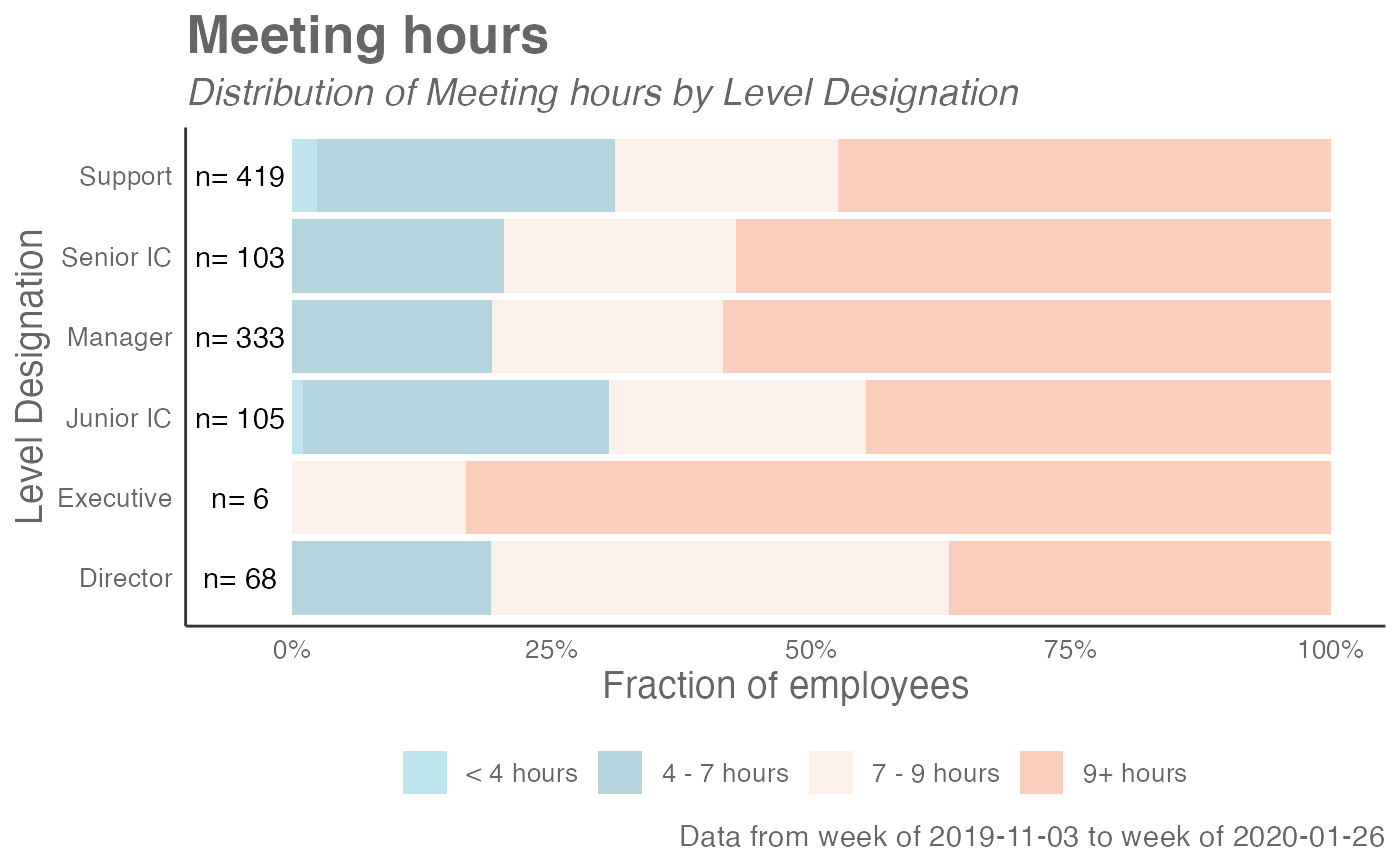 Meeting hours
Distribution of Meeting hours by Level Designation
Level Designation
Support n= 419
Senior IC n= 103
Manager n= 333
Junior IC n= 105
Executive n= 6
Director n= 68
0% 25% 50% 75% 100%
Fraction of employees
< 4 hours 4 - 7 hours 7 - 9 hours 9+ hours
Data from week of 2019-11-03 to week of 2020-01-26